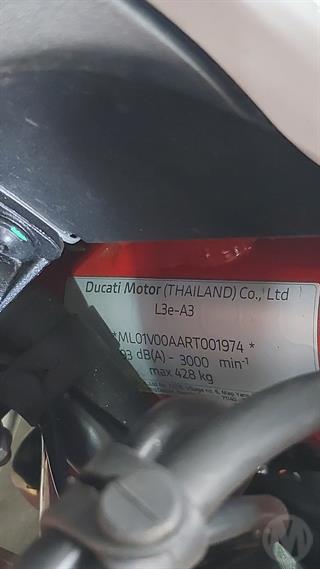 Ducati Motor (THAILAND) Co., Ltd
L3e-A3
*ML01V00AART001974 *
93 dB(A) - 3000 min⁻¹
max 428 kg